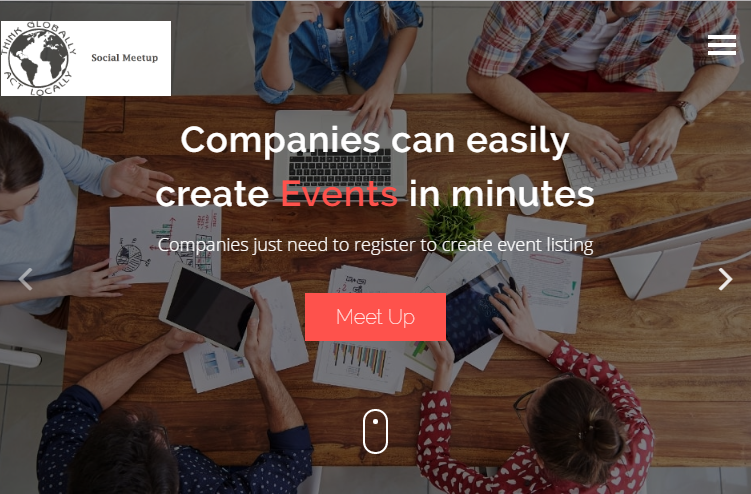 THINK GLOBALLY
ACT LOCALLY
Social Meetup
Companies can easily
create Events in minutes
Companies just need to register to create event listing
Meet Up